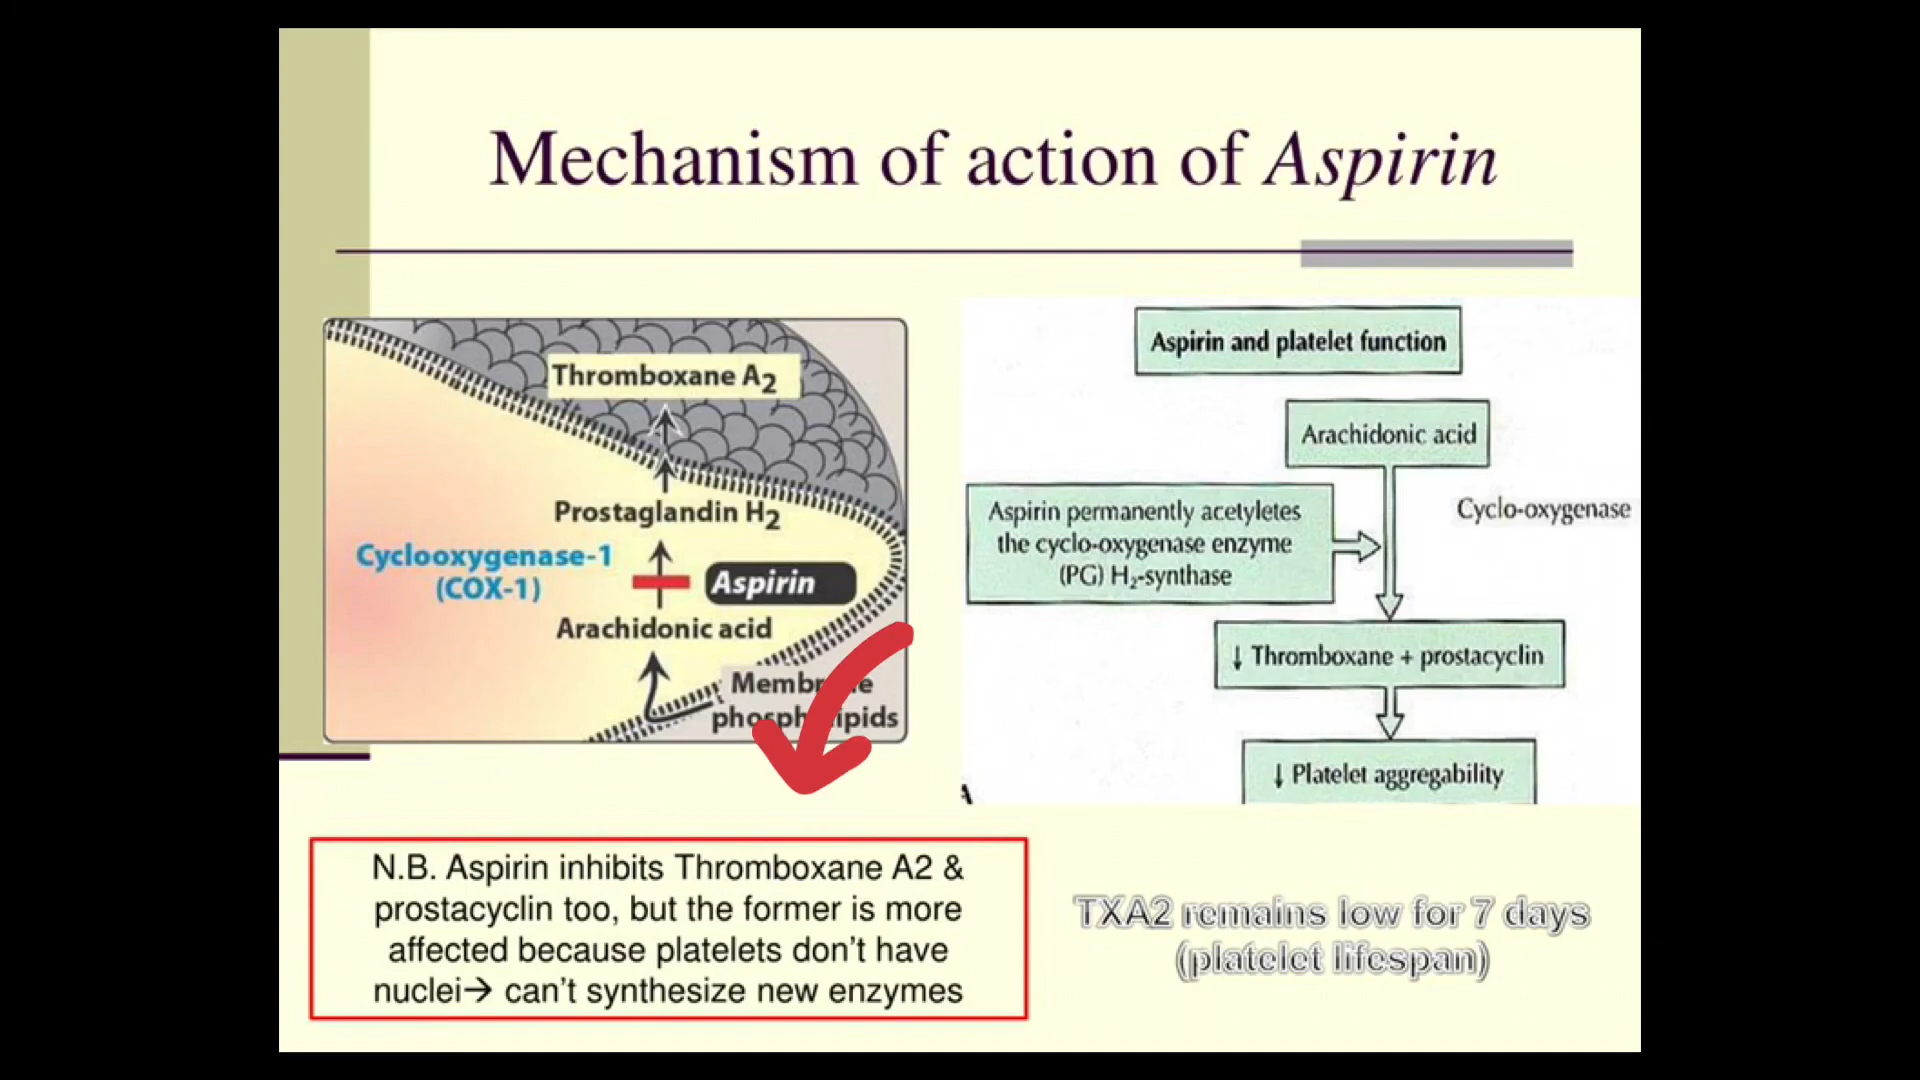 Mechanism of action of Aspirin
Thromboxane A2
Prostaglandin H2
Cyclooxygenase-1
(COX-1)
Aspirin
Arachidonic acid
phospholipids
Aspirin and platelet function
Arachidonic acid
Cyclo-oxygenase
Aspirin permanently acetyletes
the cyclo-oxygenase enzyme
(PG) H2-synthase
↓ Thromboxane + prostacyclin
↓ Platelet aggregability
A
N.B. Aspirin inhibits Thromboxane A2 &
prostacyclin too, but the former is more
affected because platelets don't have
nuclei→ can't synthesize new enzymes
TXA2 remains low for 7 days
(platelet lifespan)